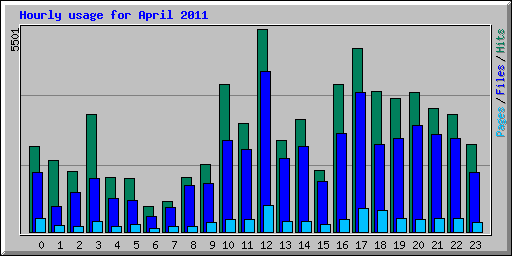 Hourly usage for April 2011
5501
Pages/Files/Hits
0 1 2 3 4 5 6 7 8 9 10 11 12 13 14 15 16 17 18 19 20 21 22 23